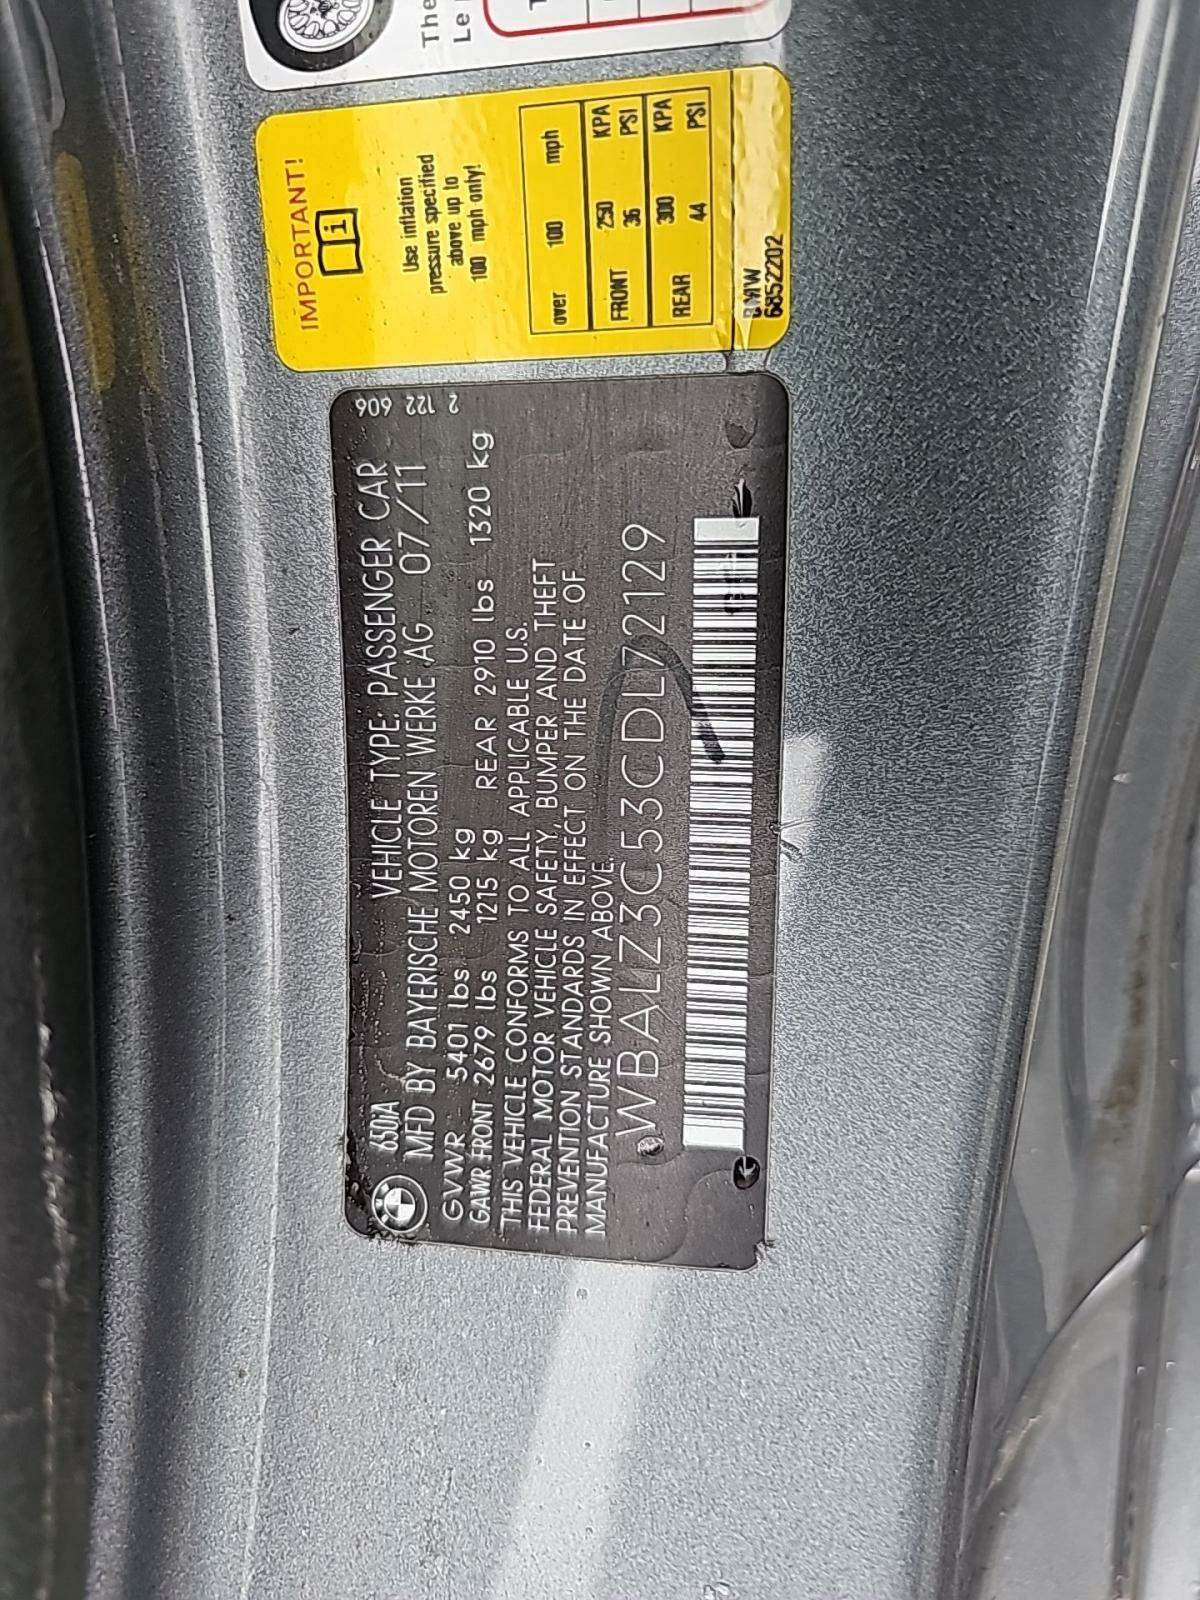 650iA VEHICLE TYPE: PASSENGER CAR
MFD BY BAYERISCHE MOTOREN WERKE AG 07/11
GVWR 5401 lbs 2450 kg
GAWR FRONT 2679 lbs 1215 kg REAR 2910 lbs 1320 kg
THIS VEHICLE CONFORMS TO ALL APPLICABLE U.S.
FEDERAL MOTOR VEHICLE SAFETY, BUMPER AND THEFT
PREVENTION STANDARDS IN EFFECT ON THE DATE OF
MANUFACTURE SHOWN ABOVE.
WBALZ3C53CDL72129
2 122 606
IMPORTANT!
i
Use inflation
pressure specified
above up to
100 mph only!
over 100 mph
FRONT 250 KPA
36 PSI
REAR 300 KPA
44 PSI
BMW
6852202
The
Le